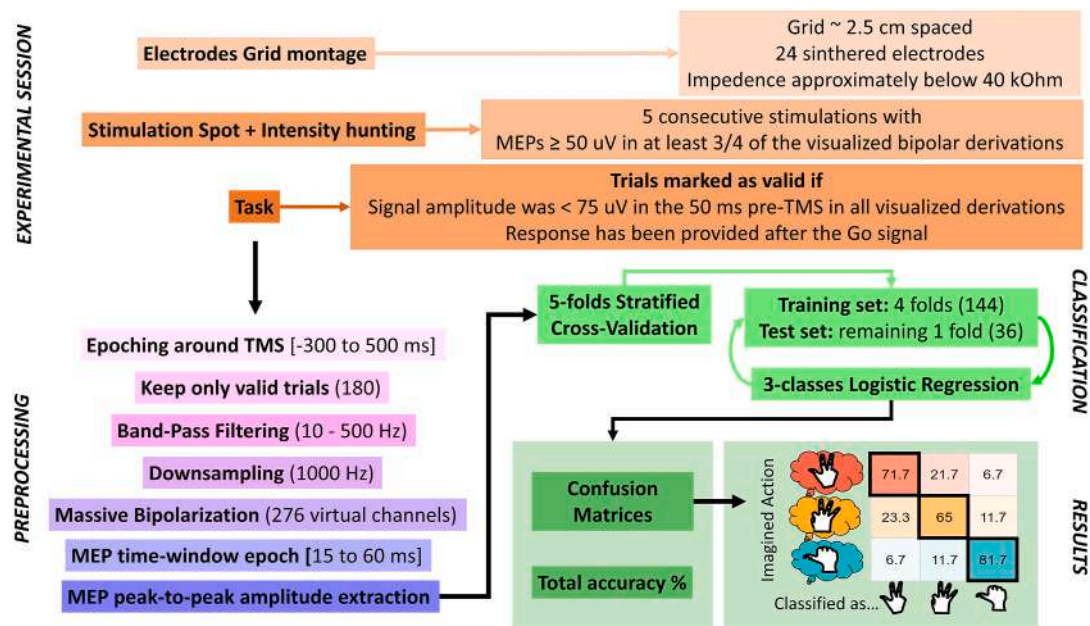 EXPERIMENTAL SESSION
Electrodes Grid montage
Grid ~ 2.5 cm spaced
24 sinthered electrodes
Impedence approximately below 40 kOhm
Stimulation Spot + Intensity hunting
5 consecutive stimulations with
MEPs ≥ 50 uV in at least 3/4 of the visualized bipolar derivations
Task
Trials marked as valid if
Signal amplitude was < 75 uV in the 50 ms pre-TMS in all visualized derivations
Response has been provided after the Go signal
PREPROCESSING
Epoching around TMS [-300 to 500 ms]
Keep only valid trials (180)
Band-Pass Filtering (10 - 500 Hz)
Downsampling (1000 Hz)
Massive Bipolarization (276 virtual channels)
MEP time-window epoch [15 to 60 ms]
MEP peak-to-peak amplitude extraction
CLASSIFICATION
5-folds Stratified
Cross-Validation
Training set: 4 folds (144)
Test set: remaining 1 fold (36)
3-classes Logistic Regression
RESULTS
Confusion
Matrices
Total accuracy %
Imagined Action
71.7 21.7 6.7
23.3 65 11.7
6.7 11.7 81.7
Classified as...